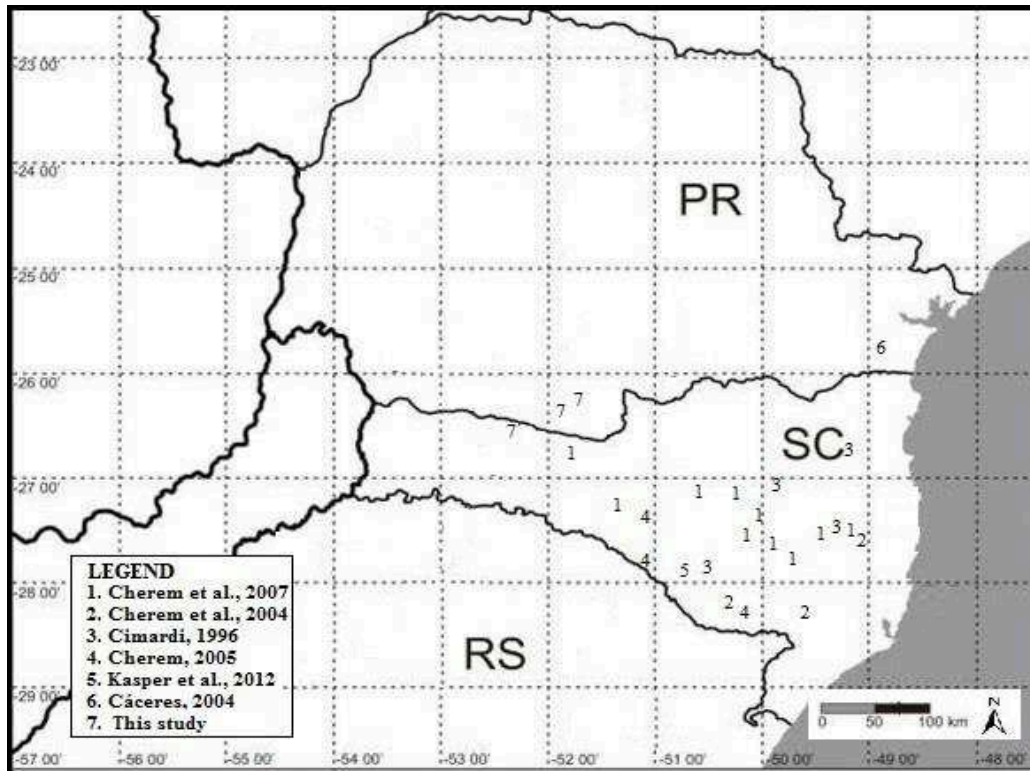 -23 00'
-24 00'
PR
-25 00'
6
-26 00'
7
7
7
1
SC 3
-27 00'
1 1 1 3
4 1
1 1 3 1 2
1 1
4 5 3
-28 00'
2 4 2
LEGEND
1. Cherem et al., 2007
2. Cherem et al., 2004
3. Cimardi, 1996
4. Cherem, 2005
5. Kasper et al., 2012
6. Cáceres, 2004
7. This study
RS
-29 00'
N
0 50 100 km
-57 00' -56 00' -55 00' -54 00' -53 00' -52 00' -51 00' -50 00' -49 00' -48 00'